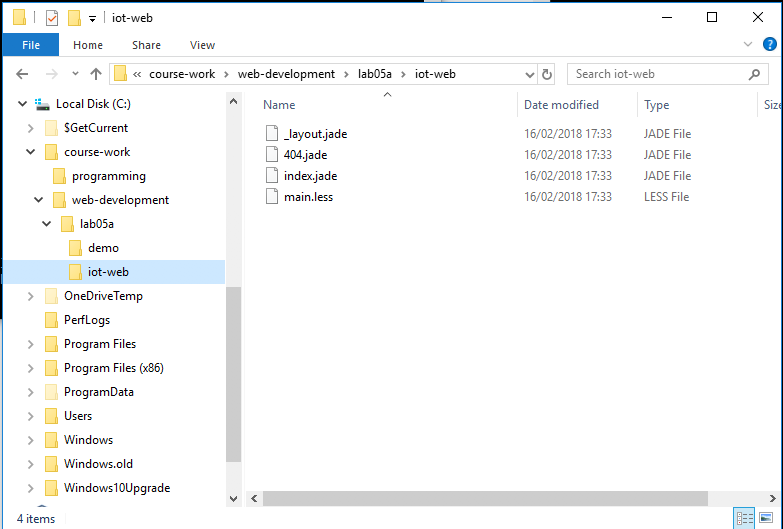 iot-web
File Home Share View
« course-work › web-development › lab05a › iot-web
Search iot-web
Local Disk (C:)
$GetCurrent
course-work
programming
web-development
lab05a
demo
iot-web
OneDriveTemp
PerfLogs
Program Files
Program Files (x86)
ProgramData
Users
Windows
Windows.old
Windows10Upgrade
Name Date modified Type Size
_layout.jade 16/02/2018 17:33 JADE File
404.jade 16/02/2018 17:33 JADE File
index.jade 16/02/2018 17:33 JADE File
main.less 16/02/2018 17:33 LESS File
4 items